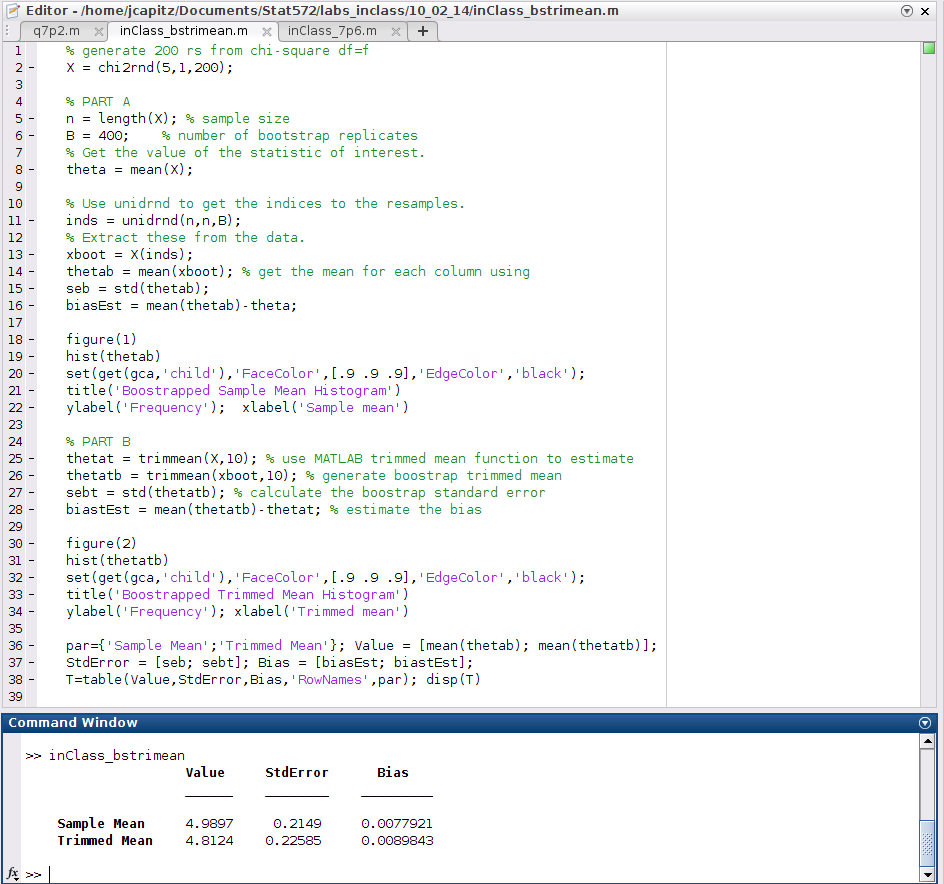 Editor - /home/jcapitz/Documents/Stat572/labs_inclass/10_02_14/inClass_bstrimean.m
q7p2.m × inClass_bstrimean.m × inClass_7p6.m × +
1 % generate 200 rs from chi-square df=f
2 - X = chi2rnd(5,1,200);
3
4 % PART A
5 - n = length(X); % sample size
6 - B = 400; % number of bootstrap replicates
7 % Get the value of the statistic of interest.
8 - theta = mean(X);
9
10 % Use unidrnd to get the indices to the resamples.
11 - inds = unidrnd(n,n,B);
12 % Extract these from the data.
13 - xboot = X(inds);
14 - thetab = mean(xboot); % get the mean for each column using
15 - seb = std(thetab);
16 - biasEst = mean(thetab)-theta;
17
18 - figure(1)
19 - hist(thetab)
20 - set(get(gca,'child'),'FaceColor',[.9 .9 .9],'EdgeColor','black');
21 - title('Boostrapped Sample Mean Histogram')
22 - ylabel('Frequency'); xlabel('Sample mean')
23
24 % PART B
25 - thetat = trimmean(X,10); % use MATLAB trimmed mean function to estimate
26 - thetatb = trimmean(xboot,10); % generate boostrap trimmed mean
27 - sebt = std(thetatb); % calculate the boostrap standard error
28 - biastEst = mean(thetatb)-thetat; % estimate the bias
29
30 - figure(2)
31 - hist(thetatb)
32 - set(get(gca,'child'),'FaceColor',[.9 .9 .9],'EdgeColor','black');
33 - title('Boostrapped Trimmed Mean Histogram')
34 - ylabel('Frequency'); xlabel('Trimmed mean')
35
36 - par={'Sample Mean';'Trimmed Mean'}; Value = [mean(thetab); mean(thetatb)];
37 - StdError = [seb; sebt]; Bias = [biasEst; biastEst];
38 - T=table(Value,StdError,Bias,'RowNames',par); disp(T)
39
Command Window
>> inClass_bstrimean
Value StdError Bias
______ ________ _________
Sample Mean 4.9897 0.2149 0.0077921
Trimmed Mean 4.8124 0.22585 0.0089843
fx >>